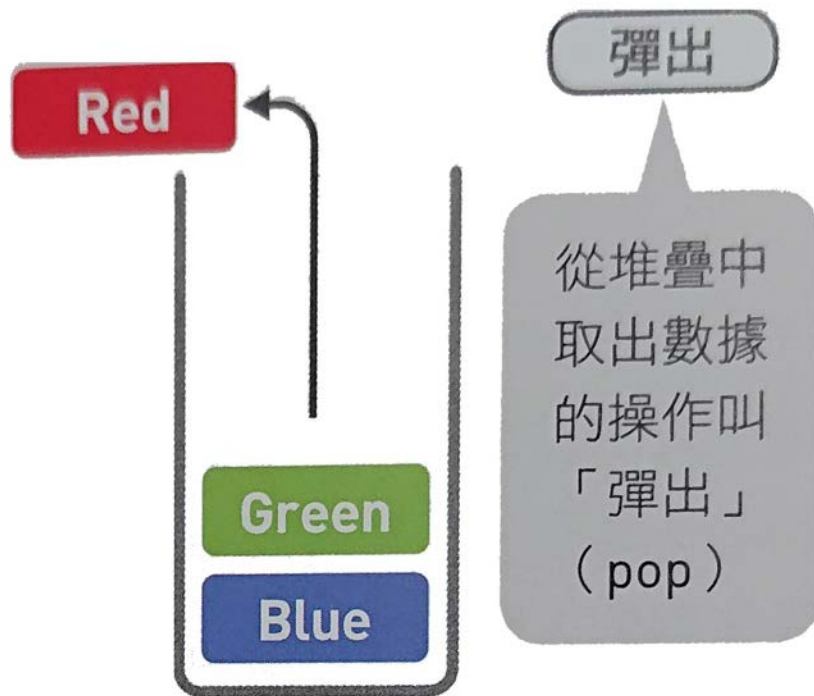 彈出
Red
從堆疊中
取出數據
的操作叫
「彈出」
(pop)
Green
Blue